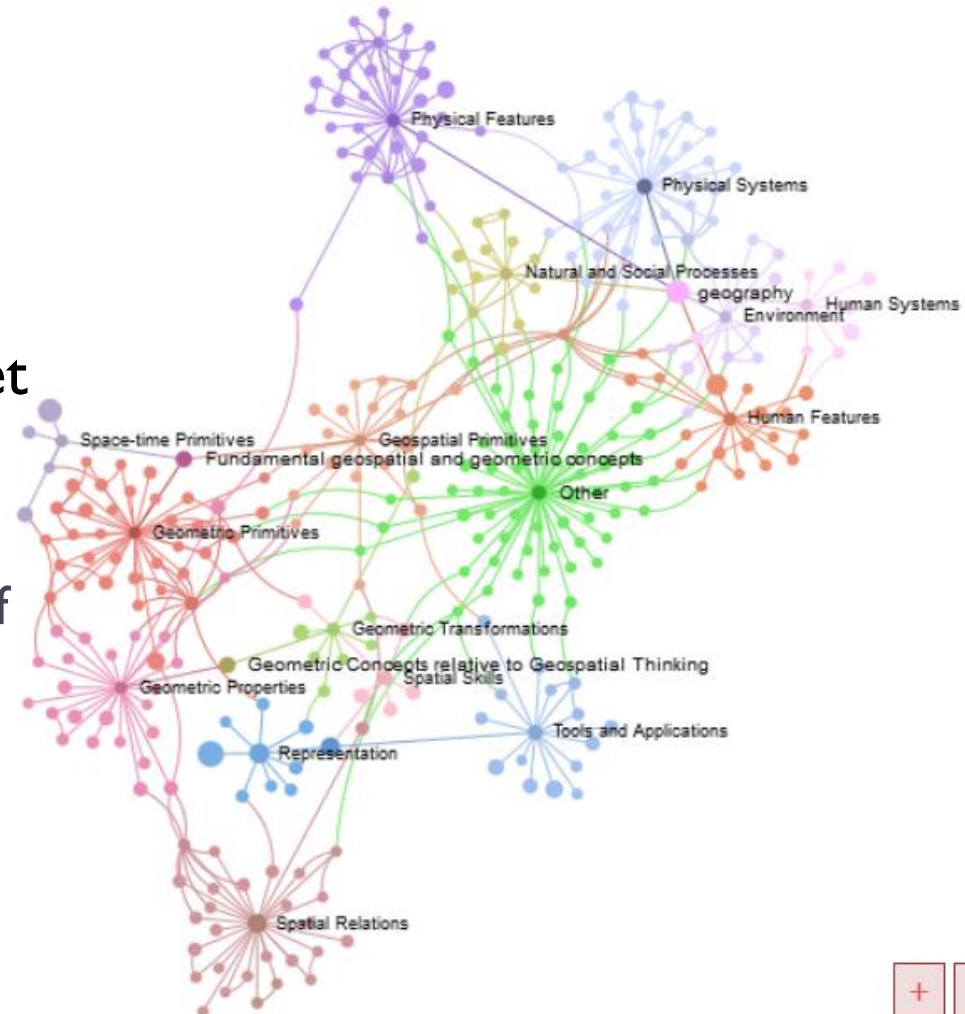 Physical Features
Physical Systems
Natural and Social Processes
geography
Human Systems
Environment
et
Human Features
Space-time Primitives
Geospatial Primitives
Fundamental geospatial and geometric concepts
Other
Geometric Primitives
f
Geometric Transformations
Geometric Concepts relative to Geospatial Thinking
Spatial Skills
Geometric Properties
Tools and Applications
Representation
Spatial Relations
+